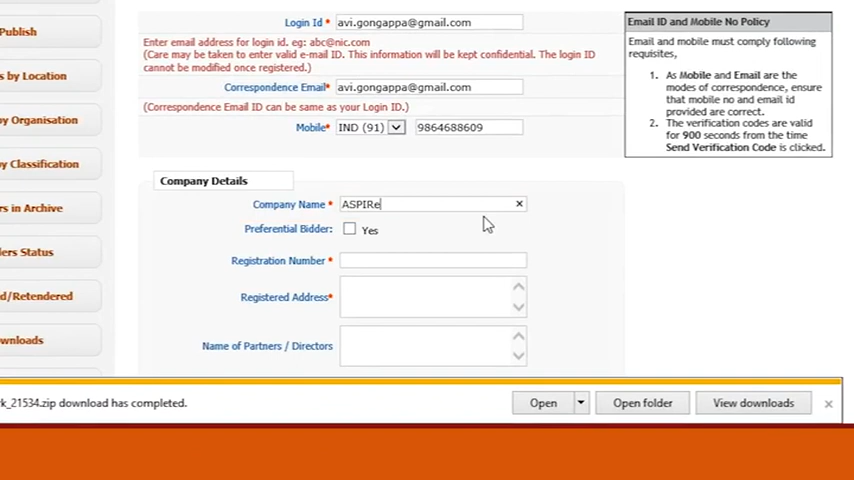 Publish
s by Location
by Organisation
by Classification
rs in Archive
ers Status
d/Retendered
wnloads
Login Id * avi.gongappa@gmail.com
Enter email address for login id. eg: abc@nic.com
(Care may be taken to enter valid e-mail ID. This information will be kept confidential. The login ID
cannot be modified once registered.)
Correspondence Email* avi.gongappa@gmail.com
(Correspondence Email ID can be same as your Login ID.)
Mobile* IND (91) 9864688609
Email ID and Mobile No Policy
Email and mobile must comply following
requisites,
1. As Mobile and Email are the
modes of correspondence, ensure
that mobile no and email id
provided are correct.
2. The verification codes are valid
for 900 seconds from the time
Send Verification Code is clicked.
Company Details
Company Name * ASPIRe ×
Preferential Bidder: Yes
Registration Number *
Registered Address*
Name of Partners / Directors
rk_21534.zip download has completed.
Open
Open folder
View downloads
×